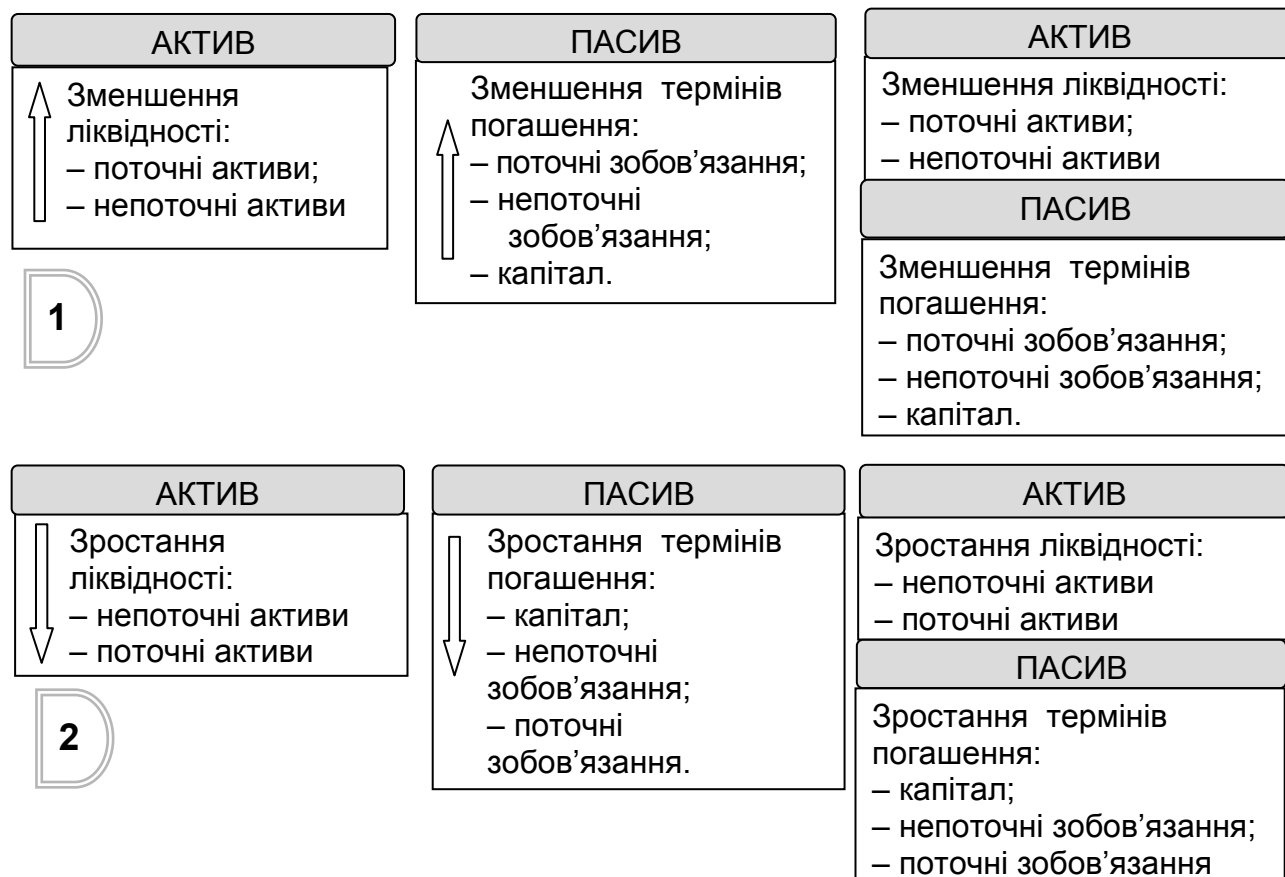 АКТИВ
Зменшення
ліквідності:
– поточні активи;
– непоточні активи
1
ПАСИВ
Зменшення термінів
погашення:
– поточні зобов’язання;
– непоточні
зобов’язання;
– капітал.
АКТИВ
Зменшення ліквідності:
– поточні активи;
– непоточні активи
ПАСИВ
Зменшення термінів
погашення:
– поточні зобов’язання;
– непоточні зобов’язання;
– капітал.
АКТИВ
Зростання
ліквідності:
– непоточні активи
– поточні активи
2
ПАСИВ
Зростання термінів
погашення:
– капітал;
– непоточні
зобов’язання;
– поточні
зобов’язання.
АКТИВ
Зростання ліквідності:
– непоточні активи
– поточні активи
ПАСИВ
Зростання термінів
погашення:
– капітал;
– непоточні зобов’язання;
– поточні зобов’язання